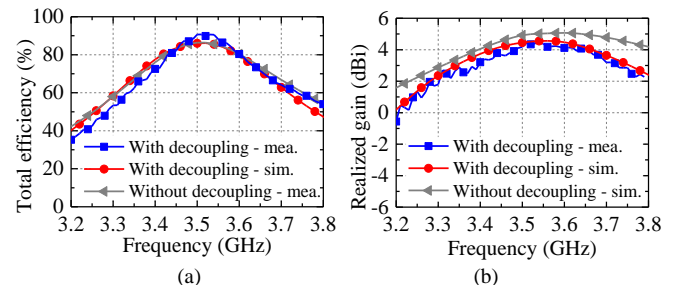 100
80
60
40
20
0
Total efficiency (%)
With decoupling - mea.
With decoupling - sim.
Without decoupling - mea.
3.2 3.3 3.4 3.5 3.6 3.7 3.8
Frequency (GHz)
(a)
6
4
2
0
-2
-4
-6
Realized gain (dBi)
With decoupling - mea.
With decoupling - sim.
Without decoupling - sim.
3.2 3.3 3.4 3.5 3.6 3.7 3.8
Frequency (GHz)
(b)